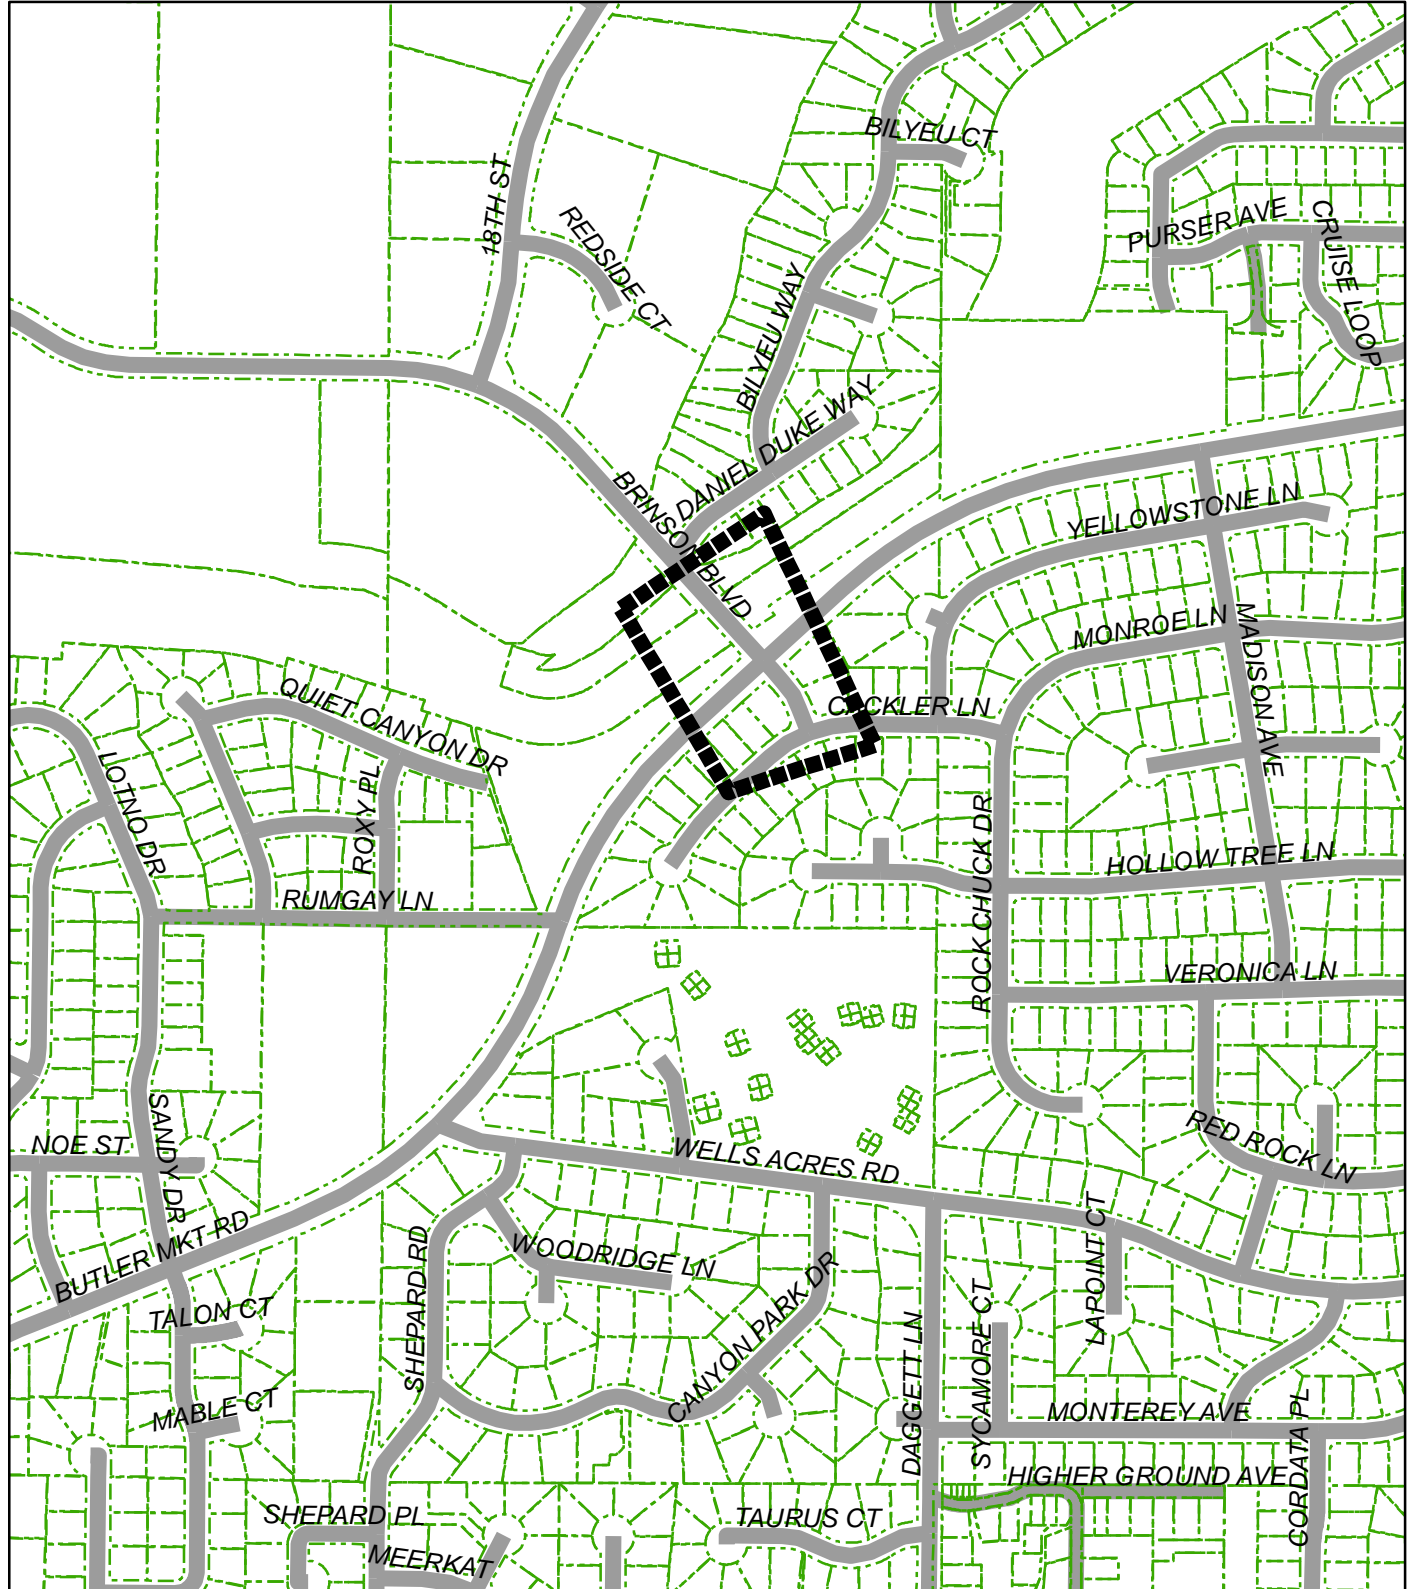 BILYEU CT
18TH ST
REDSIDE CT
PURSER AVE
CRUISE LOOP
BILYEU WAY
DANIEL DUKE WAY
BRINSON BLVD
YELLOWSTONE LN
MONROE LN
MADISON AVE
QUIET CANYON DR
CACKLER LN
LOTNO DR
ROXY PL
ROCK CHUCK DR
HOLLOW TREE LN
RUMGAY LN
VERONICA LN
SANDY DR
NOE ST
WELLS ACRES RD
RED ROCK LN
BUTLER MKT RD
SHEPARD RD
WOODRIDGE LN
LAPOINT CT
TALON CT
CANYON PARK DR
DAGGETT LN
SYCAMORE CT
MABLE CT
MONTEREY AVE
CORDATA PL
HIGHER GROUND AVE
SHEPARD PL
TAURUS CT
MEERKAT